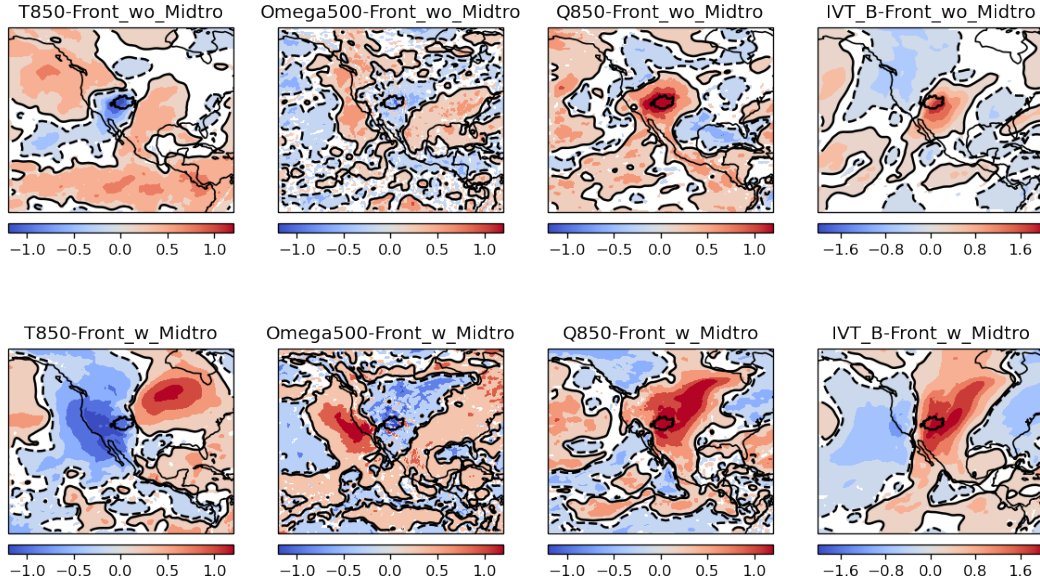 T850-Front_wo_Midtro Omega500-Front_wo_Midtro Q850-Front_wo_Midtro IVT_B-Front_wo_Midtro
−1.0 −0.5 0.0 0.5 1.0 −1.0 −0.5 0.0 0.5 1.0 −1.0 −0.5 0.0 0.5 1.0 −1.6 −0.8 0.0 0.8 1.6
T850-Front_w_Midtro Omega500-Front_w_Midtro Q850-Front_w_Midtro IVT_B-Front_w_Midtro
−1.0 −0.5 0.0 0.5 1.0 −1.0 −0.5 0.0 0.5 1.0 −1.0 −0.5 0.0 0.5 1.0 −1.6 −0.8 0.0 0.8 1.6